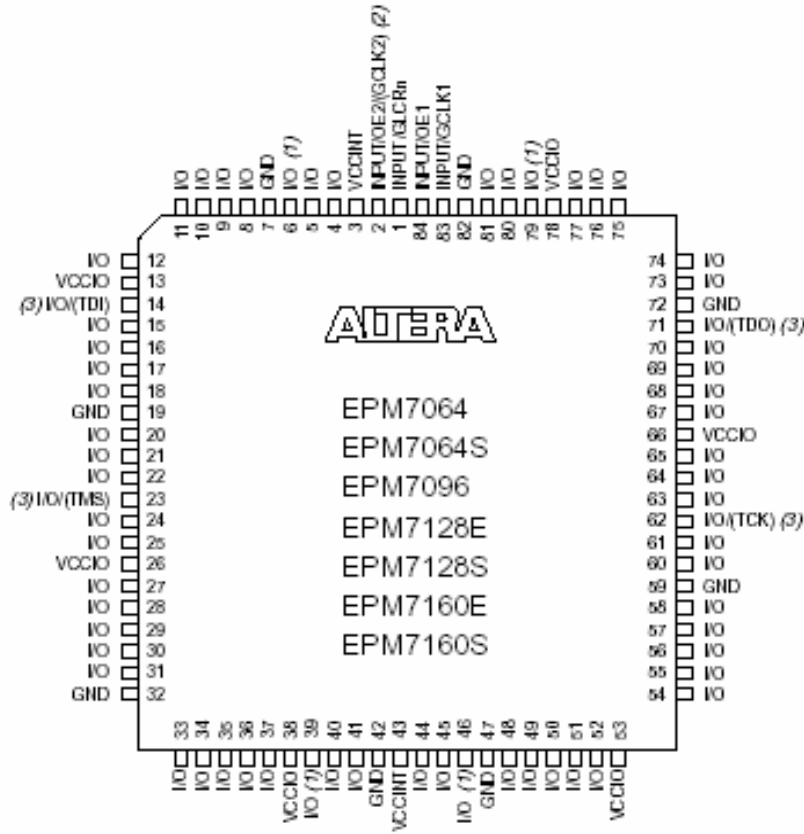 I/O I/O I/O I/O GND I/O (1) I/O I/O VCCINT INPUT/OE2/(GCLK2) (2) INPUT/GLCRn INPUT/OE1 INPUT/GCLK1 GND I/O I/O I/O (1) VCCIO I/O I/O I/O
11 10 9 8 7 6 5 4 3 2 1 84 83 82 81 80 79 78 77 76 75
I/O 12
VCCIO 13
(3) I/O/(TDI) 14
I/O 15
I/O 16
I/O 17
I/O 18
GND 19
I/O 20
I/O 21
I/O 22
(3) I/O/(TMS) 23
I/O 24
I/O 25
VCCIO 26
I/O 27
I/O 28
I/O 29
I/O 30
I/O 31
GND 32
ALTERA
EPM7064
EPM7064S
EPM7096
EPM7128E
EPM7128S
EPM7160E
EPM7160S
74 I/O
73 I/O
72 GND
71 I/O/(TDO) (3)
70 I/O
69 I/O
68 I/O
67 I/O
66 VCCIO
65 I/O
64 I/O
63 I/O
62 I/O/(TCK) (3)
61 I/O
60 I/O
59 GND
58 I/O
57 I/O
56 I/O
55 I/O
54 I/O
33 34 35 36 37 38 39 40 41 42 43 44 45 46 47 48 49 50 51 52 53
I/O I/O I/O I/O I/O VCCIO I/O (1) I/O I/O GND VCCINT I/O I/O I/O (1) GND I/O I/O I/O I/O I/O VCCIO